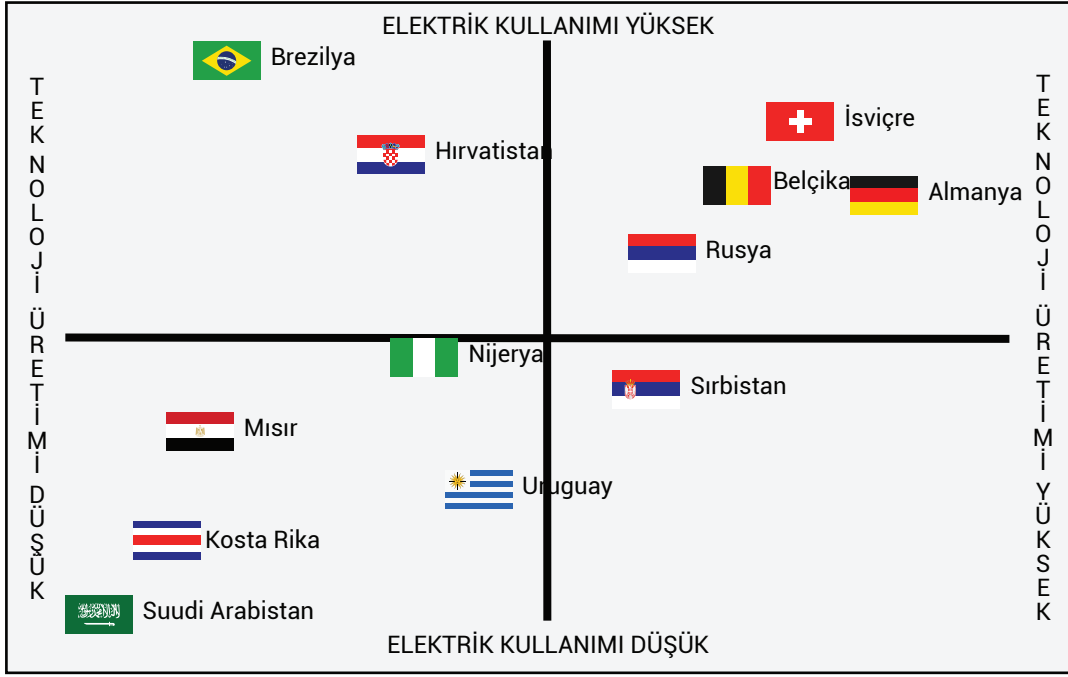 ELEKTRİK KULLANIMI YÜKSEK
TEKNOLOJİ ÜRETİMİ DÜŞÜK
TEKNOLOJİ ÜRETİMİ YÜKSEK
Brezilya
İsviçre
Hırvatistan
Belçika
Almanya
Rusya
Nijerya
Sırbistan
Mısır
Uruguay
Kosta Rika
Suudi Arabistan
ELEKTRİK KULLANIMI DÜŞÜK